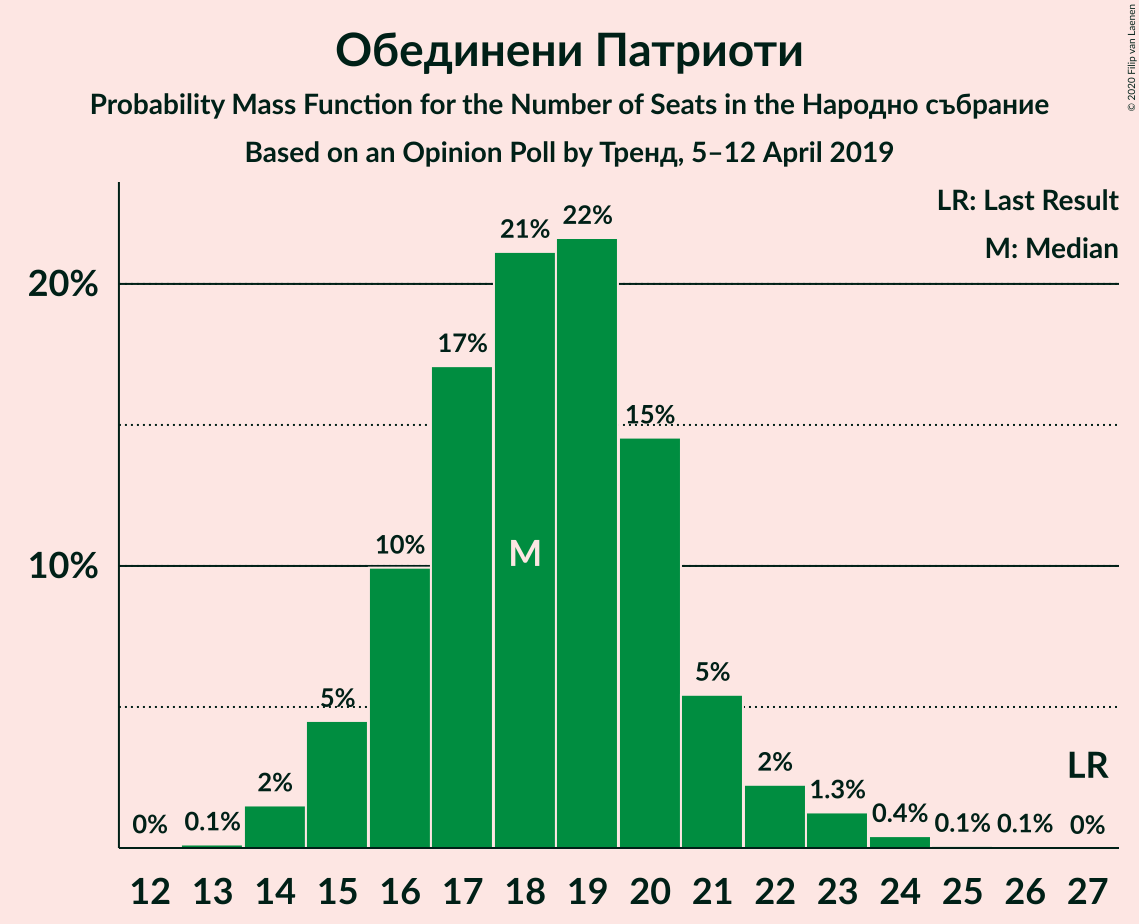 Обединени Патриоти
Probability Mass Function for the Number of Seats in the Народно събрание
Based on an Opinion Poll by Тренд, 5–12 April 2019
© 2020 Filip van Laenen
LR: Last Result
M: Median
20%
10%
0%
0.1%
2%
5%
10%
17%
21%
22%
15%
5%
2%
1.3%
0.4%
0.1%
0.1%
0%
M
LR
12 13 14 15 16 17 18 19 20 21 22 23 24 25 26 27